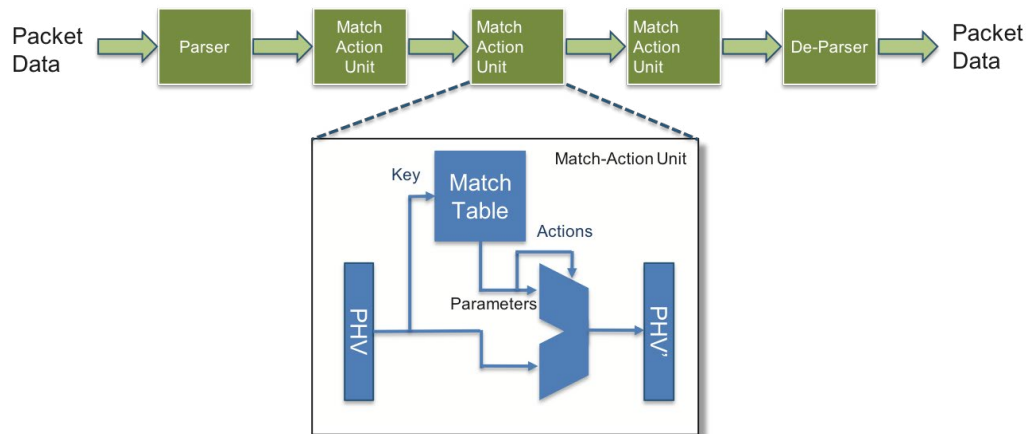 Packet
Data
Parser
Match
Action
Unit
Match
Action
Unit
Match
Action
Unit
De-Parser
Packet
Data
Match-Action Unit
Key
Match
Table
Actions
Parameters
PHV
PHV'